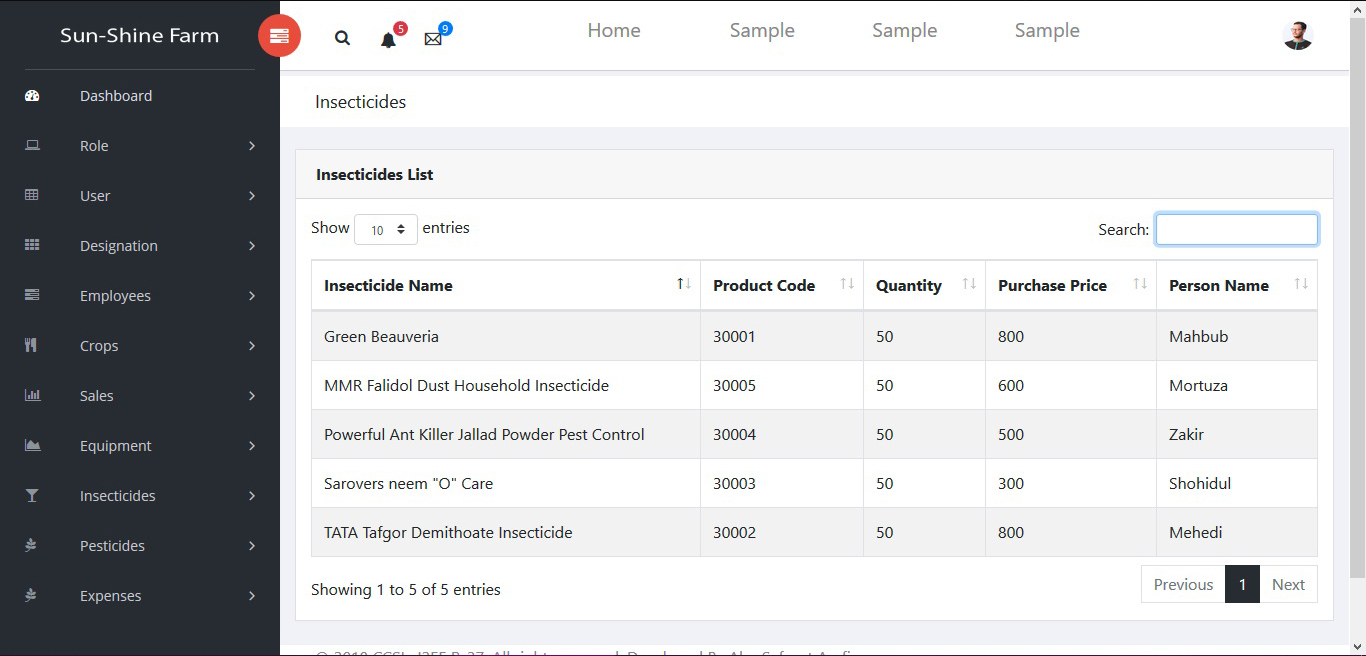 Sun-Shine Farm
5
9
Home Sample Sample Sample
Dashboard
Role
User
Designation
Employees
Crops
Sales
Equipment
Insecticides
Pesticides
Expenses
Insecticides
Insecticides List
Show 10 entries
Search:
Insecticide Name Product Code Quantity Purchase Price Person Name
Green Beauveria 30001 50 800 Mahbub
MMR Falidol Dust Household Insecticide 30005 50 600 Mortuza
Powerful Ant Killer Jallad Powder Pest Control 30004 50 500 Zakir
Sarovers neem "O" Care 30003 50 300 Shohidul
TATA Tafgor Demithoate Insecticide 30002 50 800 Mehedi
Showing 1 to 5 of 5 entries
Previous 1 Next